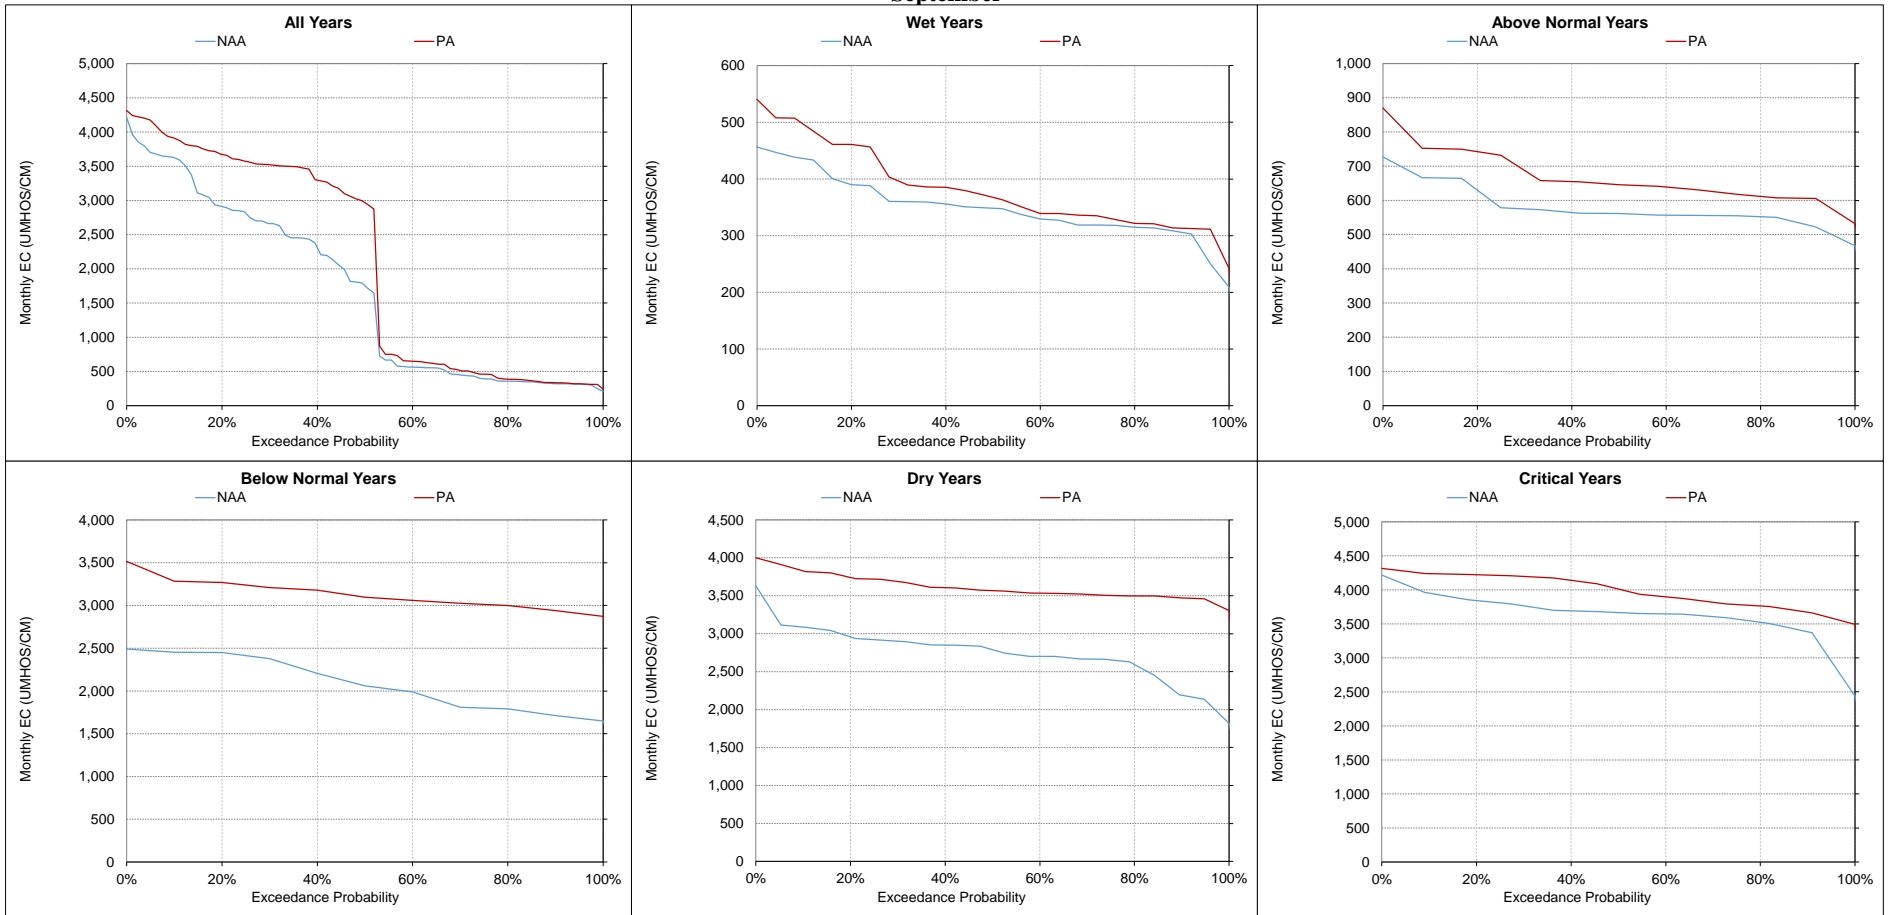 September
All Years
NAA PA
5,000
4,500
4,000
3,500
3,000
2,500
2,000
1,500
1,000
500
0
Monthly EC (UMHOS/CM)
0% 20% 40% 60% 80% 100%
Exceedance Probability
Wet Years
NAA PA
600
500
400
300
200
100
0
Monthly EC (UMHOS/CM)
0% 20% 40% 60% 80% 100%
Exceedance Probability
Above Normal Years
NAA PA
1,000
900
800
700
600
500
400
300
200
100
0
Monthly EC (UMHOS/CM)
0% 20% 40% 60% 80% 100%
Exceedance Probability
Below Normal Years
NAA PA
4,000
3,500
3,000
2,500
2,000
1,500
1,000
500
0
Monthly EC (UMHOS/CM)
0% 20% 40% 60% 80% 100%
Exceedance Probability
Dry Years
NAA PA
4,500
4,000
3,500
3,000
2,500
2,000
1,500
1,000
500
0
Monthly EC (UMHOS/CM)
0% 20% 40% 60% 80% 100%
Exceedance Probability
Critical Years
NAA PA
5,000
4,500
4,000
3,500
3,000
2,500
2,000
1,500
1,000
500
0
Monthly EC (UMHOS/CM)
0% 20% 40% 60% 80% 100%
Exceedance Probability